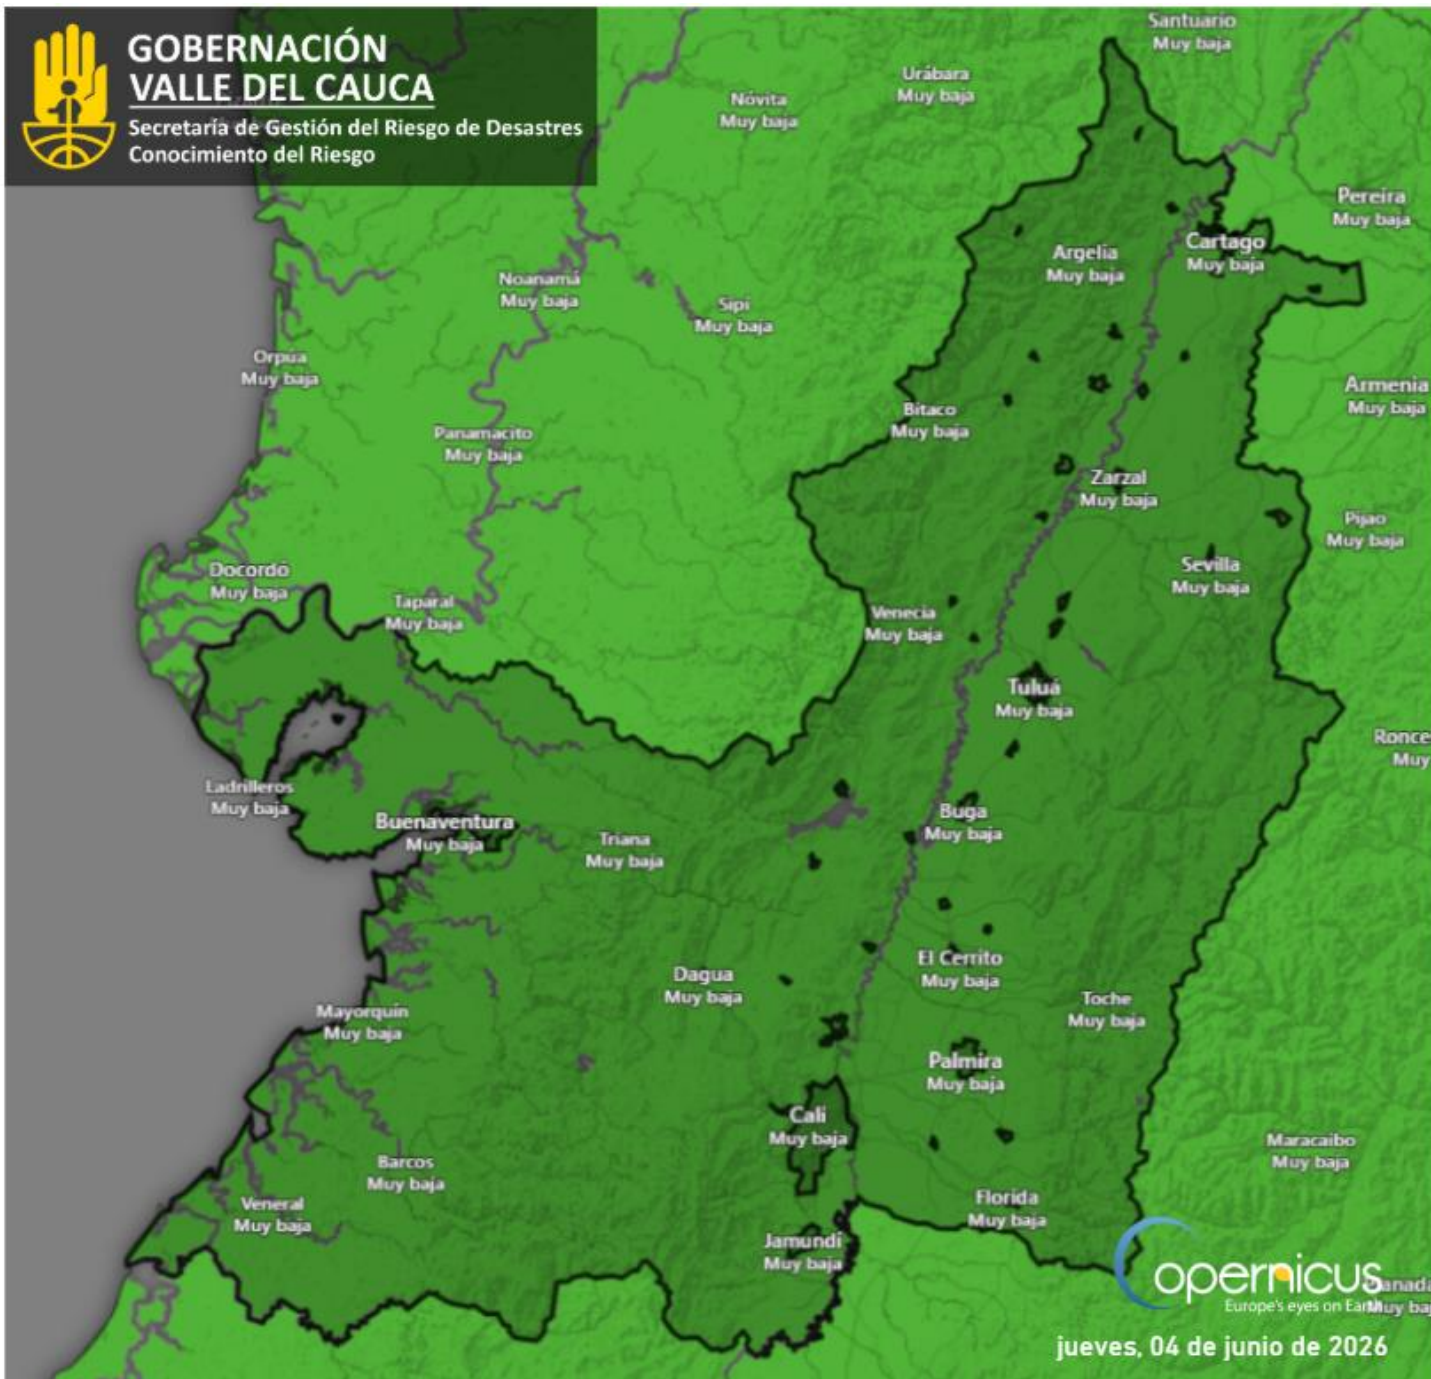 GOBERNACIÓN
VALLE DEL CAUCA
Secretaría de Gestión del Riesgo de Desastres
Conocimiento del Riesgo
Santuario
Muy baja
Urábara
Muy baja
Nóvita
Muy baja
Pereira
Muy baja
Cartago
Muy baja
Argelia
Muy baja
Noanamá
Muy baja
Sipí
Muy baja
Orpúa
Muy baja
Armenia
Muy baja
Bitaco
Muy baja
Panamacito
Muy baja
Zarzal
Muy baja
Pijao
Muy baja
Sevilla
Muy baja
Docordó
Muy baja
Taparal
Muy baja
Venecia
Muy baja
Tuluá
Muy baja
Ronce
Muy
Ladrilleros
Muy baja
Buenaventura
Muy baja
Triana
Muy baja
Buga
Muy baja
El Cerrito
Muy baja
Dagua
Muy baja
Toche
Muy baja
Mayorquín
Muy baja
Palmira
Muy baja
Cali
Muy baja
Maracaibo
Muy baja
Barcos
Muy baja
Veneral
Muy baja
Florida
Muy baja
Jamundí
Muy baja
opernicus
Europe's eyes on Earth
jueves, 04 de junio de 2026